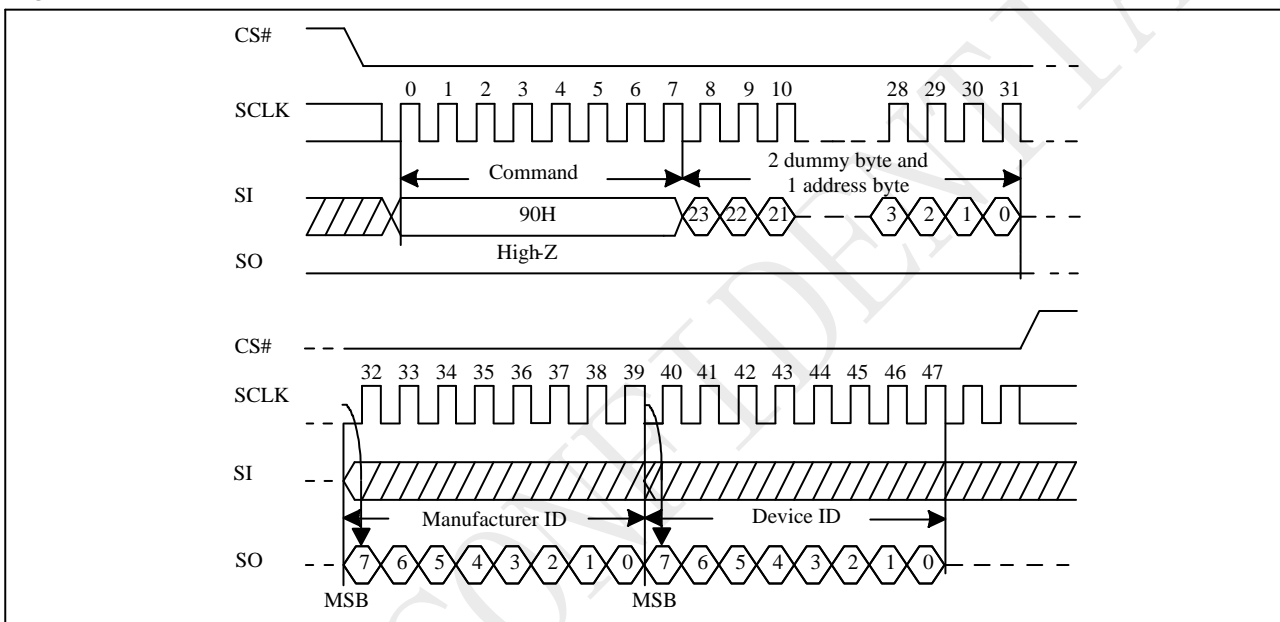 CS#
0 1 2 3 4 5 6 7 8 9 10 28 29 30 31
SCLK
Command
2 dummy byte and
1 address byte
SI
90H
23 22 21 3 2 1 0
High-Z
SO
CS#
32 33 34 35 36 37 38 39 40 41 42 43 44 45 46 47
SCLK
SI
Manufacturer ID
Device ID
SO
7 6 5 4 3 2 1 0 7 6 5 4 3 2 1 0
MSB
MSB
CONFIDENTIA